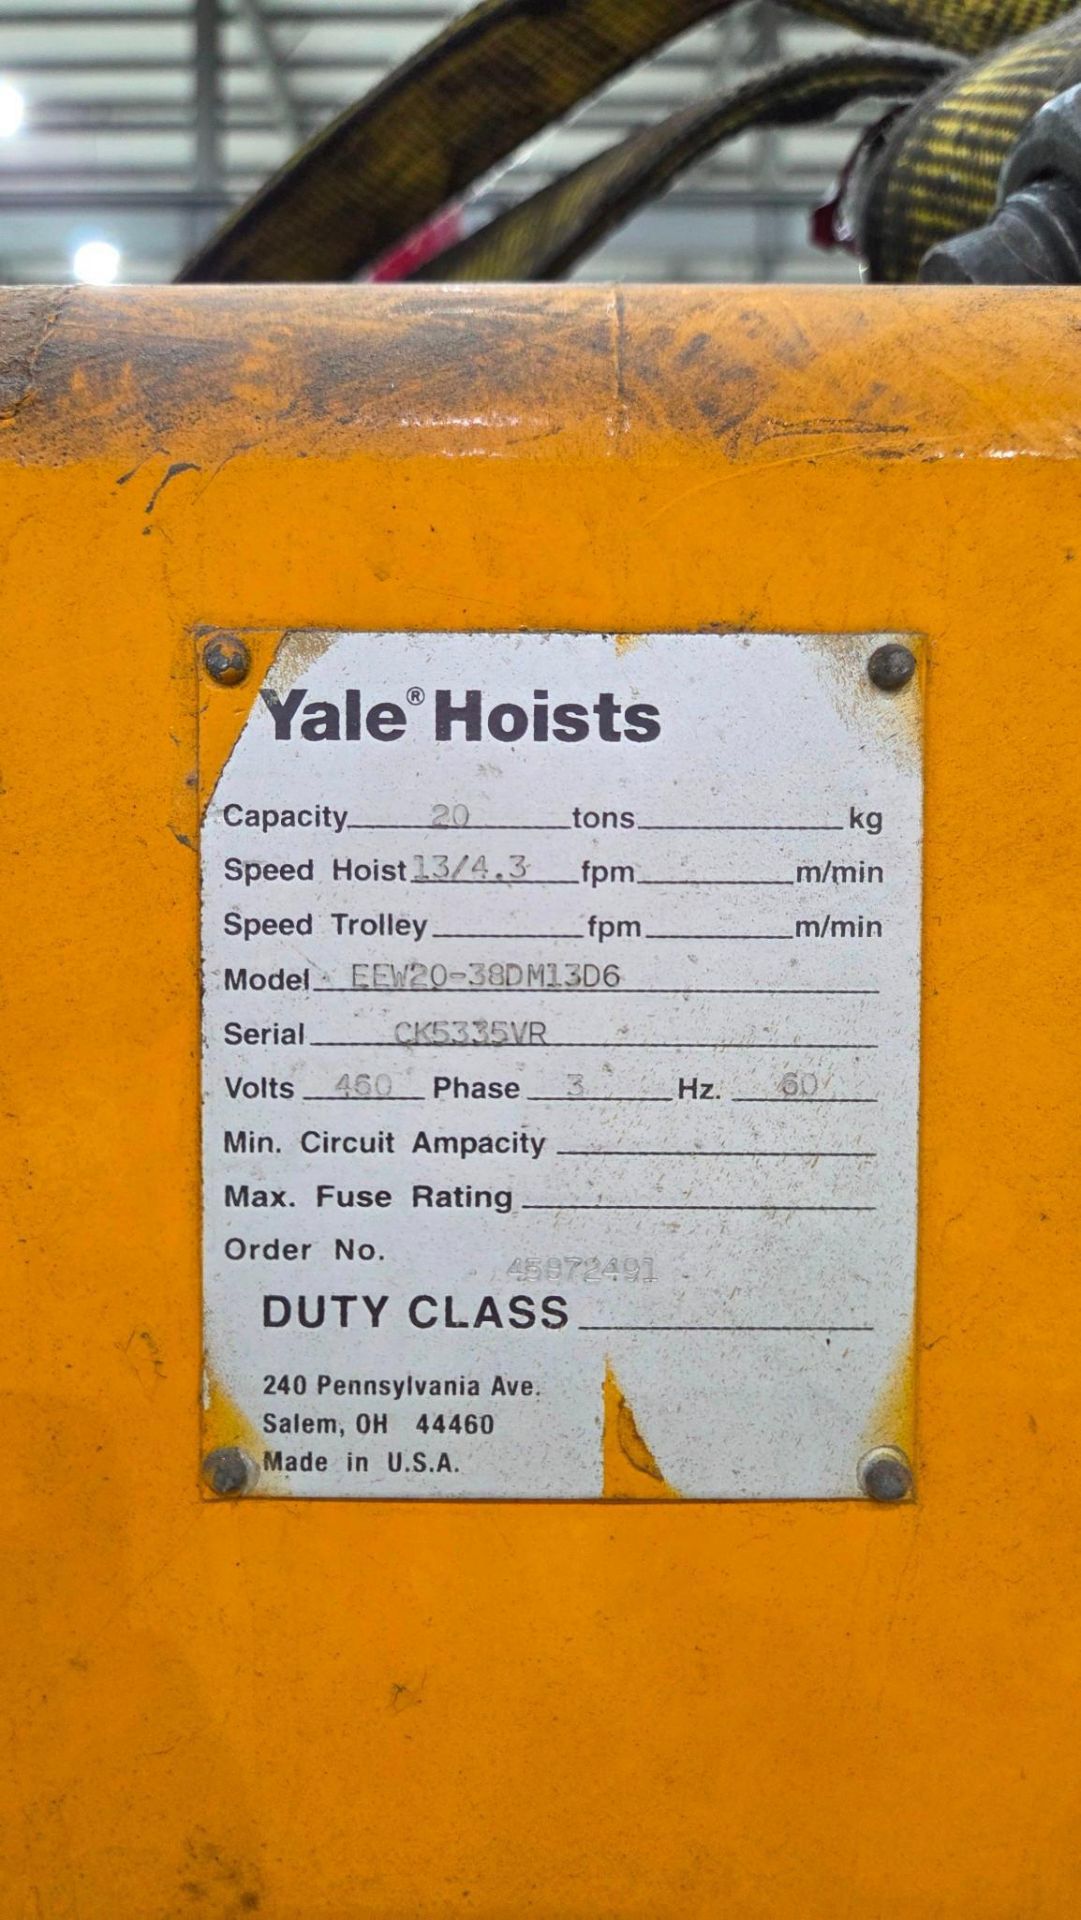 Yale® Hoists
Capacity 20 tons kg
Speed Hoist 13/4.3 fpm m/min
Speed Trolley fpm m/min
Model EEW20-38DM13D6
Serial CK5335VR
Volts 460 Phase 3 Hz. 60
Min. Circuit Ampacity
Max. Fuse Rating
Order No.
45872491
DUTY CLASS
240 Pennsylvania Ave.
Salem, OH 44460
Made in U.S.A.